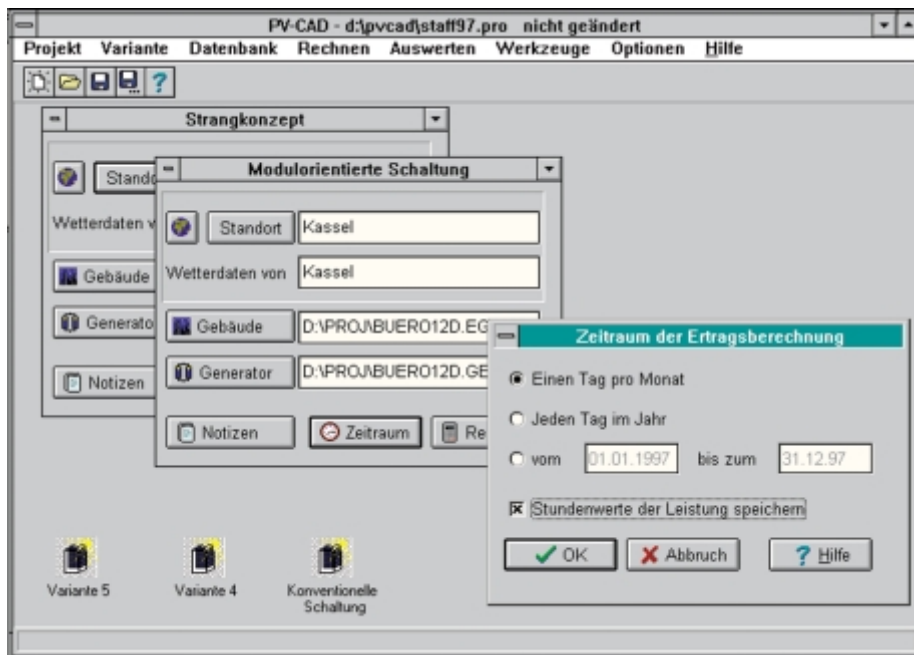 PV-CAD - d:\pvcad\staff97.pro nicht geändert
Projekt Variante Datenbank Rechnen Auswerten Werkzeuge Optionen Hilfe
Strangkonzept
Wetterdaten
Gebäude
Notizen
Modulorientierte Schaltung
Standort Kassel
Wetterdaten von Kassel
Gebäude D:\PROJ\BUERO12D.EG
Generator D:\PROJ\BUERO12D.GE
Notizen Zeitraum
Zeitraum der Ertragsberechnung
Einen Tag pro Monat
Jeden Tag im Jahr
vom 01.01.1997 bis zum 31.12.97
Stundenwerte der Leistung speichern
OK Abbruch ? Hilfe
Variante 5 Variante 4 Konventionelle
Schaltung